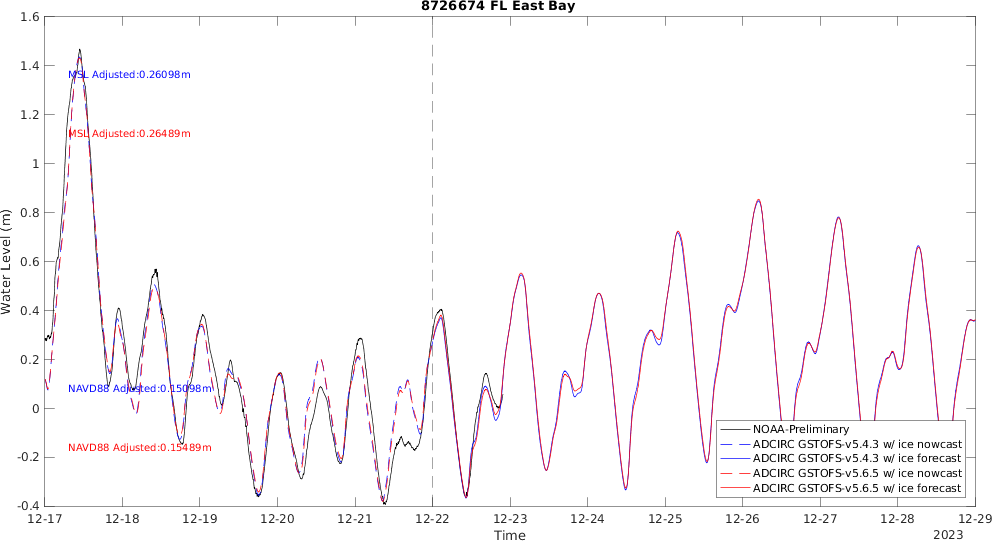 8726674 FL East Bay
1.6
1.4
1.2
1
0.8
0.6
0.4
0.2
0
-0.2
-0.4
Water Level (m)
MSL Adjusted:0.26098m
MSL Adjusted:0.26489m
NAVD88 Adjusted:0.15098m
NAVD88 Adjusted:0.15489m
NOAA-Preliminary
ADCIRC GSTOFS-v5.4.3 w/ ice nowcast
ADCIRC GSTOFS-v5.4.3 w/ ice forecast
ADCIRC GSTOFS-v5.6.5 w/ ice nowcast
ADCIRC GSTOFS-v5.6.5 w/ ice forecast
12-17 12-18 12-19 12-20 12-21 12-22 12-23 12-24 12-25 12-26 12-27 12-28 12-29
Time
2023